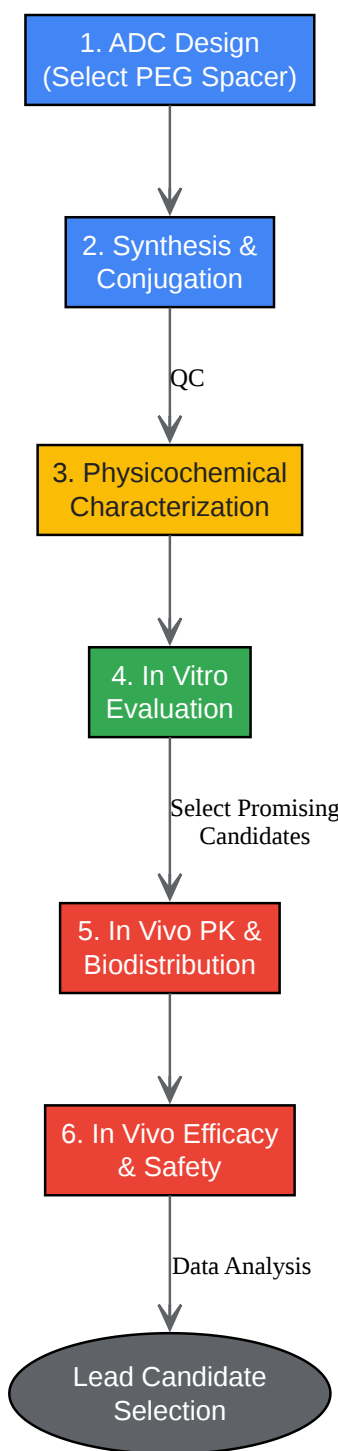 1. ADC Design
(Select PEG Spacer)
2. Synthesis &
Conjugation
QC
3. Physicochemical
Characterization
4. In Vitro
Evaluation
Select Promising
Candidates
5. In Vivo PK &
Biodistribution
6. In Vivo Efficacy
& Safety
Data Analysis
Lead Candidate
Selection